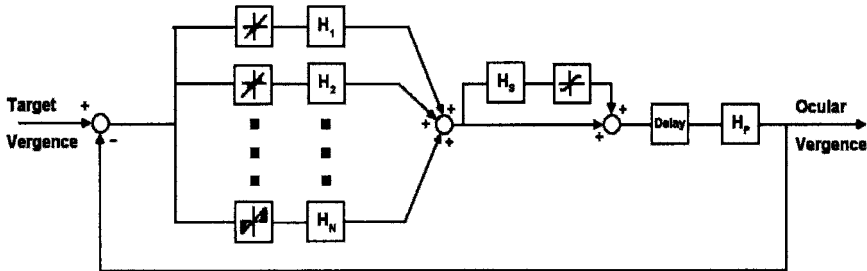 H1
H2
HS
Target
Vergence
+
-
+
+
+
+
+
Delay
HP
Ocular
Vergence
HN